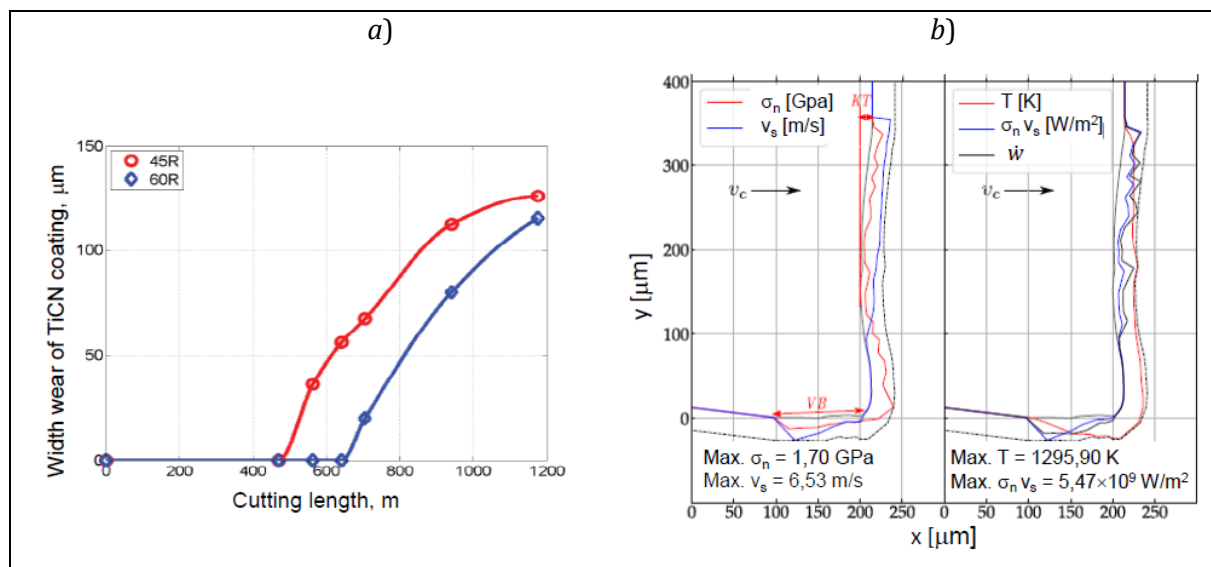 a)
b)
Width wear of TiCN coating, μm
150
100
50
0
45R
60R
0
200
400
600
800
1000
1200
Cutting length, m
y [μm]
400
300
200
100
0
σn [Gpa]
vs [m/s]
KT
vc
VB
Max. σn = 1,70 GPa
Max. vs = 6,53 m/s
0
50
100
150
200
250
T [K]
σn vs [W/m²]
ẇ
vc
Max. T = 1295,90 K
Max. σn vs = 5,47×10⁹ W/m²
0
50
100
150
200
250
x [μm]